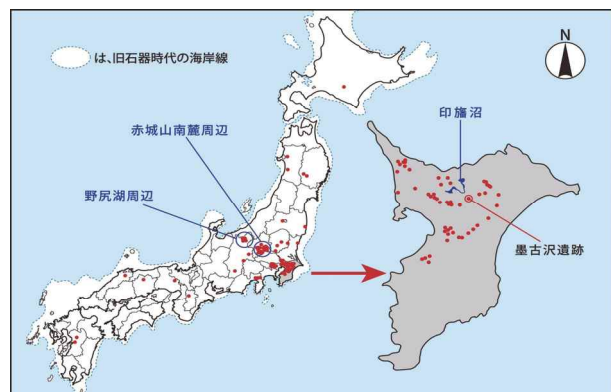 は、旧石器時代の海岸線
赤城山南麓周辺
野尻湖周辺
N
印旛沼
墨古沢遺跡